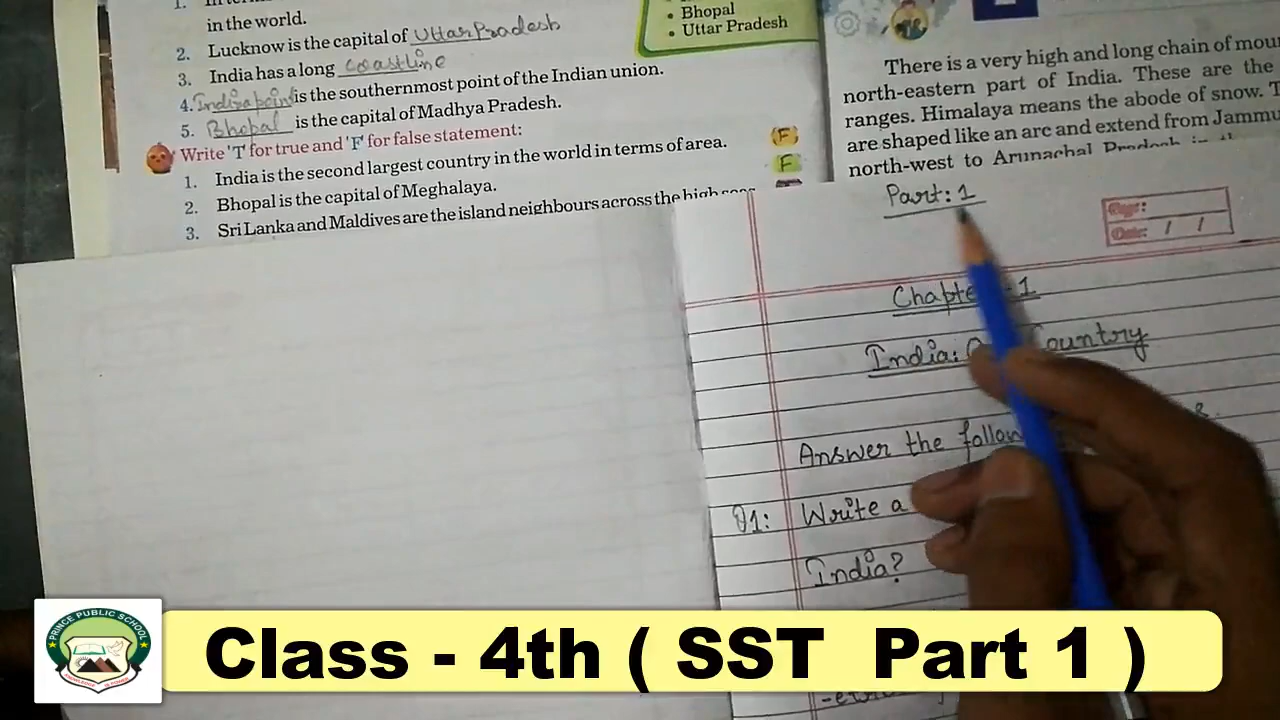 1.
in the world.
2. Lucknow is the capital of Uttar Pradesh
3. India has a long coastline
4. Indira point is the southernmost point of the Indian union.
5. Bhopal is the capital of Madhya Pradesh.
Write 'T' for true and 'F' for false statement:
1. India is the second largest country in the world in terms of area. F
2. Bhopal is the capital of Meghalaya. F
3. Sri Lanka and Maldives are the island neighbours across the high seas
• Bhopal
• Uttar Pradesh
There is a very high and long chain of
north-eastern part of India. These are the
ranges. Himalaya means the abode of snow.
are shaped like an arc and extend from Jammu
north-west to Arunachal Pradesh in
Part: 1
Page:
Date: / /
Chapter-1
India: Country
Answer the
Q1: Write a
India?
PRINCE PUBLIC SCHOOL
Class - 4th ( SST Part 1 )